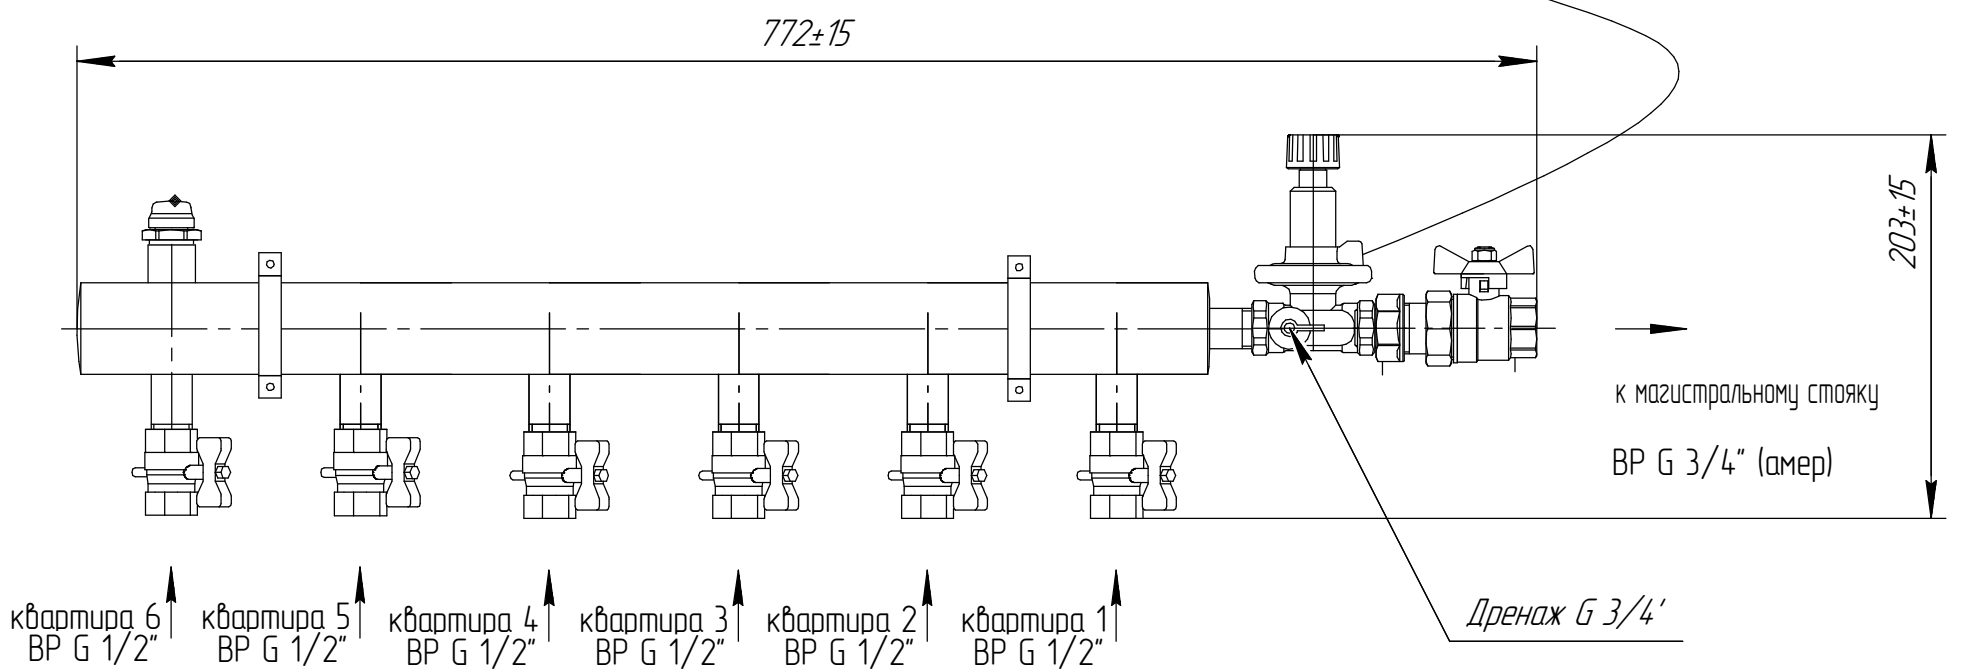 772±15
203±15
к магистральному стояку
ВР G 3/4" (амер)
Дренаж G 3/4'
квартира 6
ВР G 1/2"
квартира 5
ВР G 1/2"
квартира 4
ВР G 1/2"
квартира 3
ВР G 1/2"
квартира 2
ВР G 1/2"
квартира 1
ВР G 1/2"